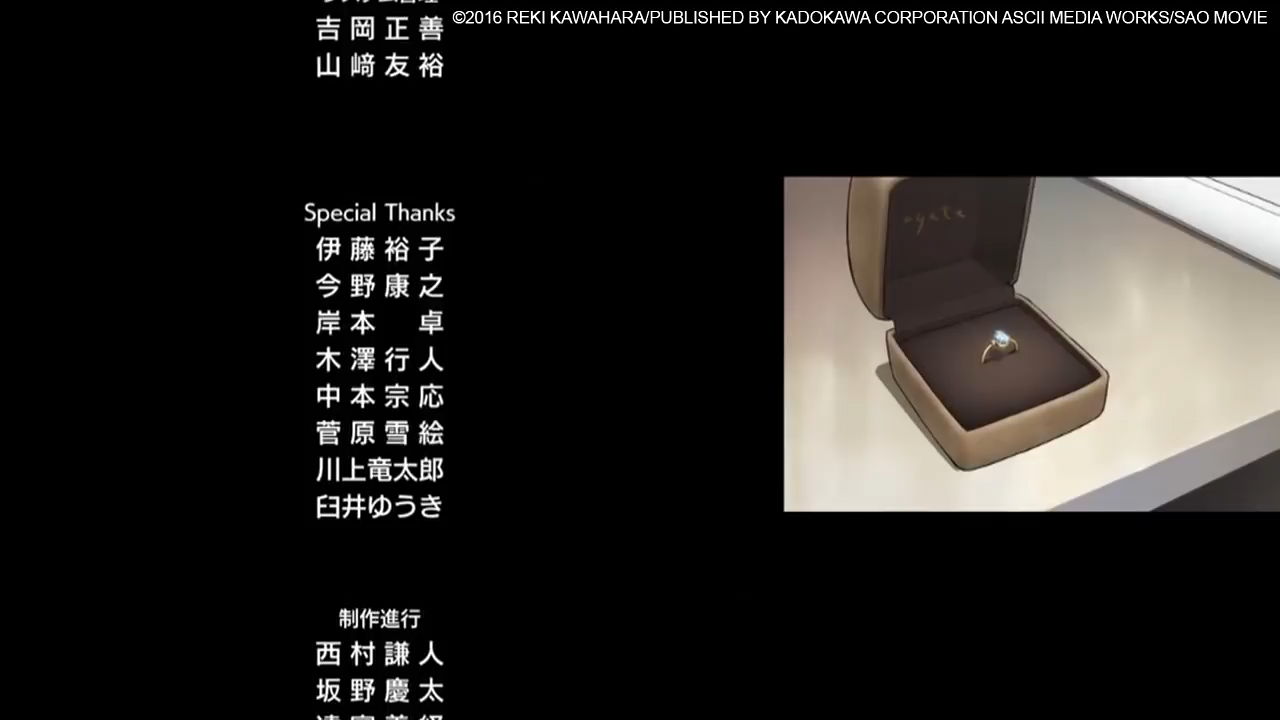 ©2016 REKI KAWAHARA/PUBLISHED BY KADOKAWA CORPORATION ASCII MEDIA WORKS/SAO MOVIE
吉岡正善
山﨑友裕
Special Thanks
伊藤裕子
今野康之
岸本 卓
木澤行人
中本宗応
菅原雪絵
川上竜太郎
臼井ゆうき
agete
制作進行
西村謙人
坂野慶太